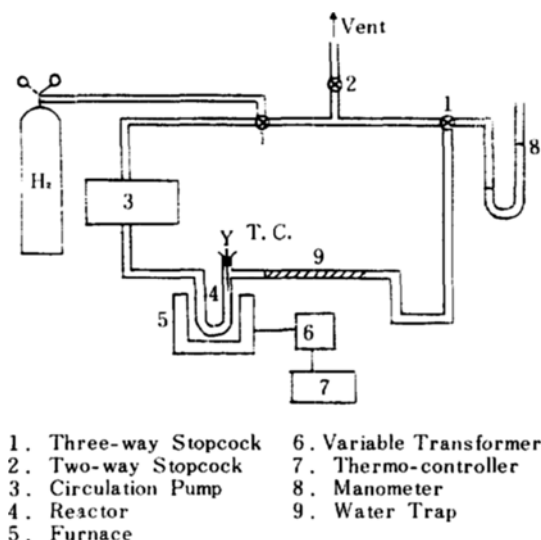 Vent
2
1
8
H₂
3
Y T. C.
9
4
5
6
7
1. Three-way Stopcock
2. Two-way Stopcock
3. Circulation Pump
4. Reactor
5. Furnace
6. Variable Transformer
7. Thermo-controller
8. Manometer
9. Water Trap